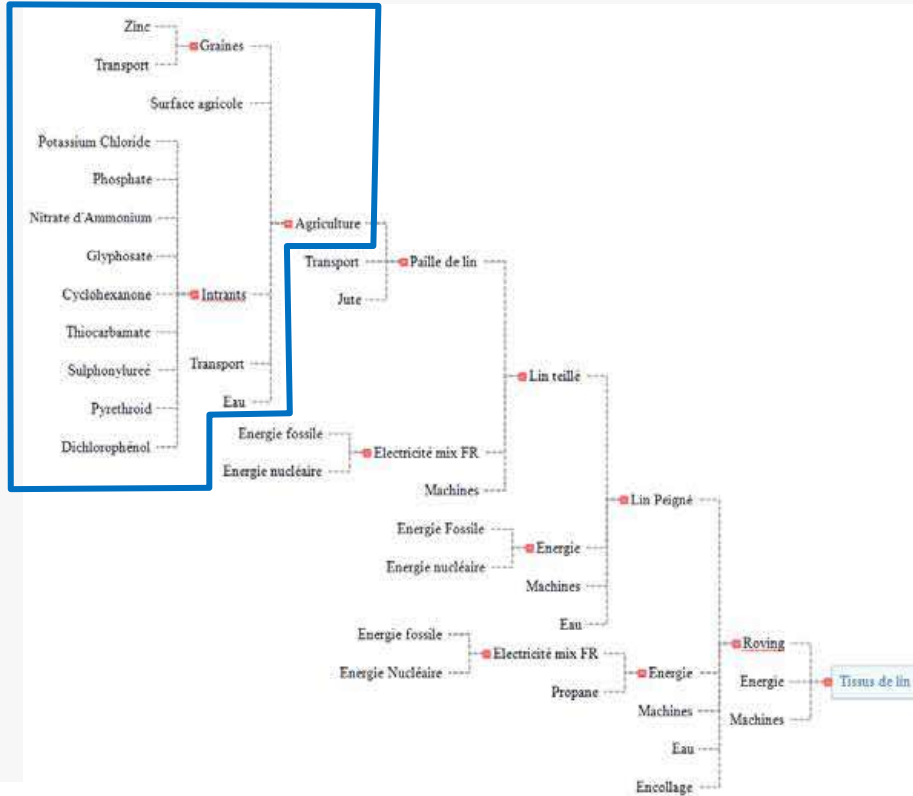 Zinc
Graines
Transport
Surface agricole
Potassium Chloride
Phosphate
Nitrate d'Ammonium
Agriculture
Glyphosate
Transport
Paille de lin
Cyclohexanone
Intrants
Jute
Thiocarbamate
Transport
Sulphonylureé
Lin teillé
Eau
Pyrethroid
Energie fossile
Dichlorophénol
Electricité mix FR
Energie nucléaire
Machines
Lin Peigné
Energie Fossile
Energie
Energie nucléaire
Machines
Eau
Energie fossile
Roving
Electricité mix FR
Energie Nucléaire
Energie
Energie
Tissus de lin
Propane
Machines
Machines
Eau
Encollage